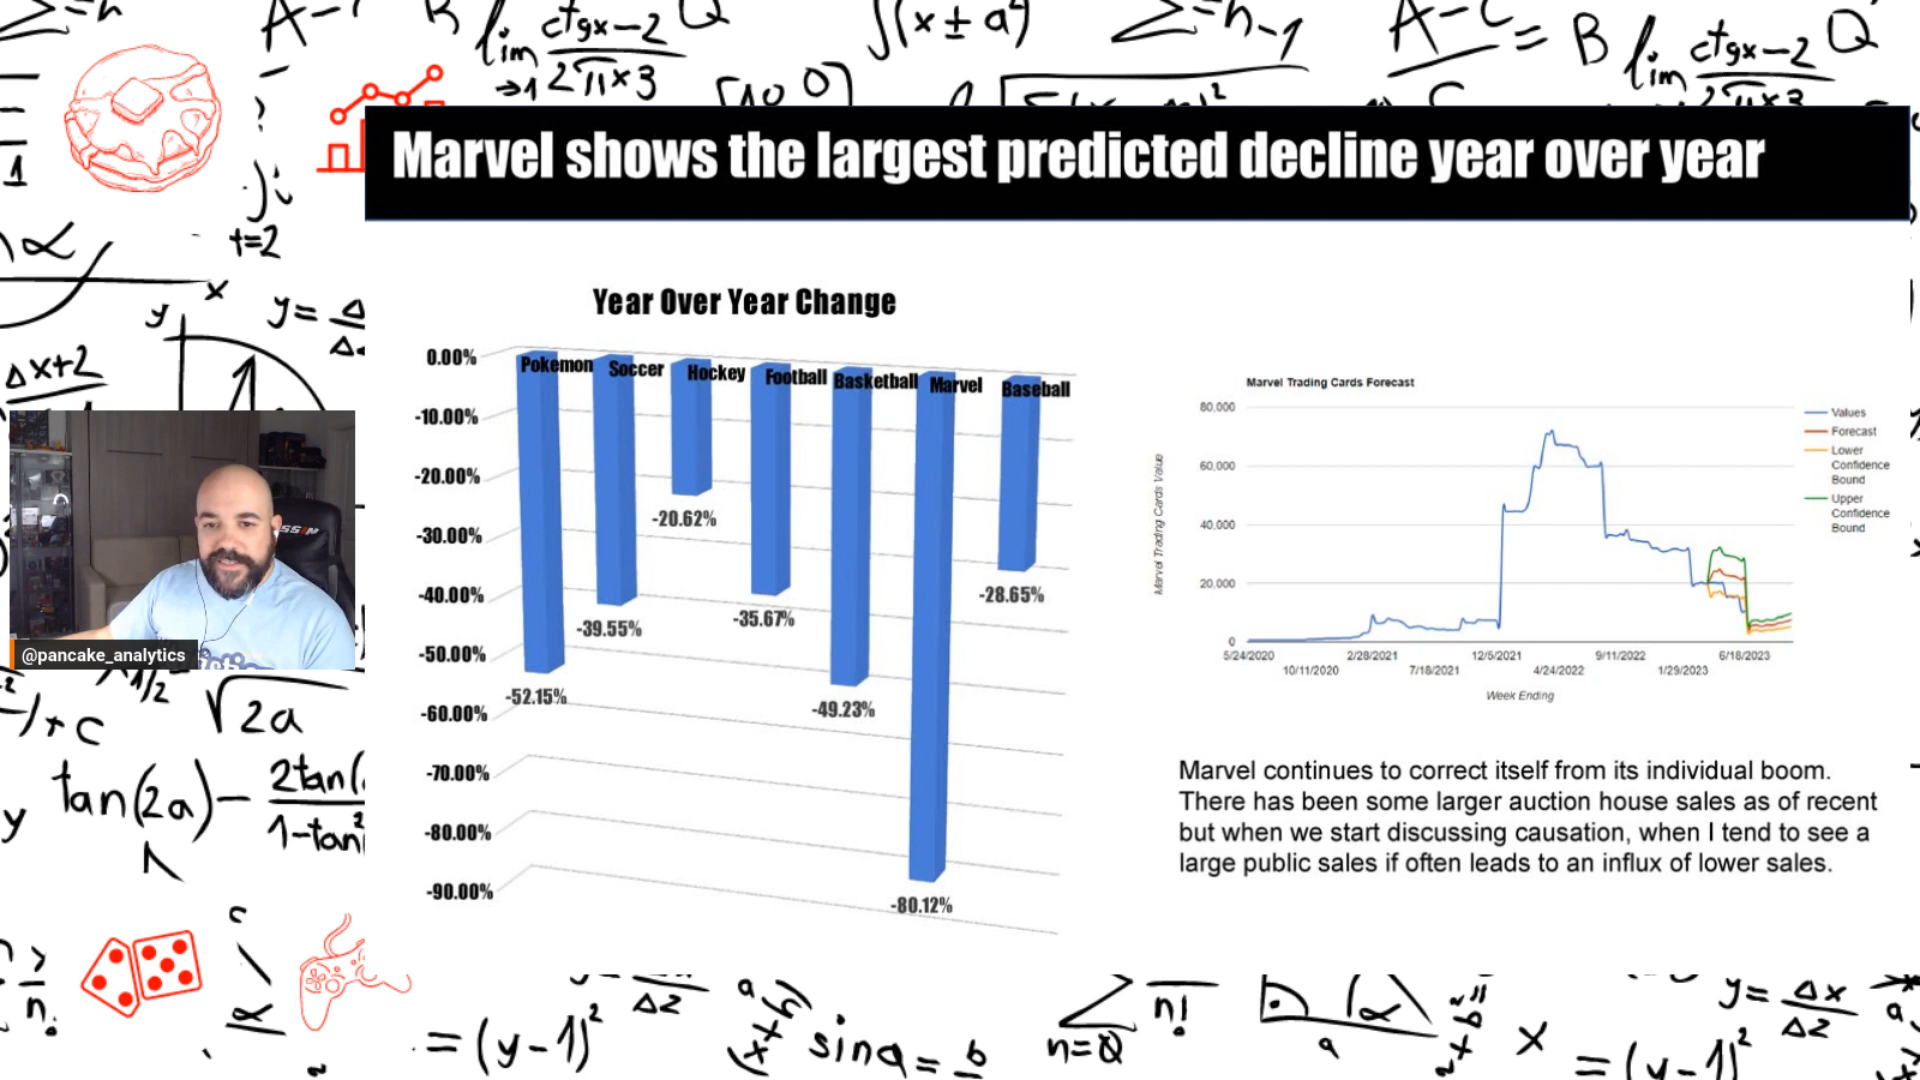 Marvel shows the largest predicted decline year over year
Year Over Year Change
0.00%
-10.00%
-20.00%
-30.00%
-40.00%
-50.00%
-60.00%
-70.00%
-80.00%
-90.00%
Pokemon
Soccer
Hockey
Football
Basketball
Marvel
Baseball
-52.15%
-39.55%
-20.62%
-35.67%
-49.23%
-80.12%
-28.65%
Marvel Trading Cards Forecast
Marvel Trading Cards Value
80,000
60,000
40,000
20,000
0
5/24/2020
10/11/2020
2/28/2021
7/18/2021
12/5/2021
4/24/2022
9/11/2022
1/29/2023
6/18/2023
Week Ending
Values
Forecast
Lower
Confidence
Bound
Upper
Confidence
Bound
Marvel continues to correct itself from its individual boom.
There has been some larger auction house sales as of recent
but when we start discussing causation, when I tend to see a
large public sales if often leads to an influx of lower sales.
@pancake_analytics